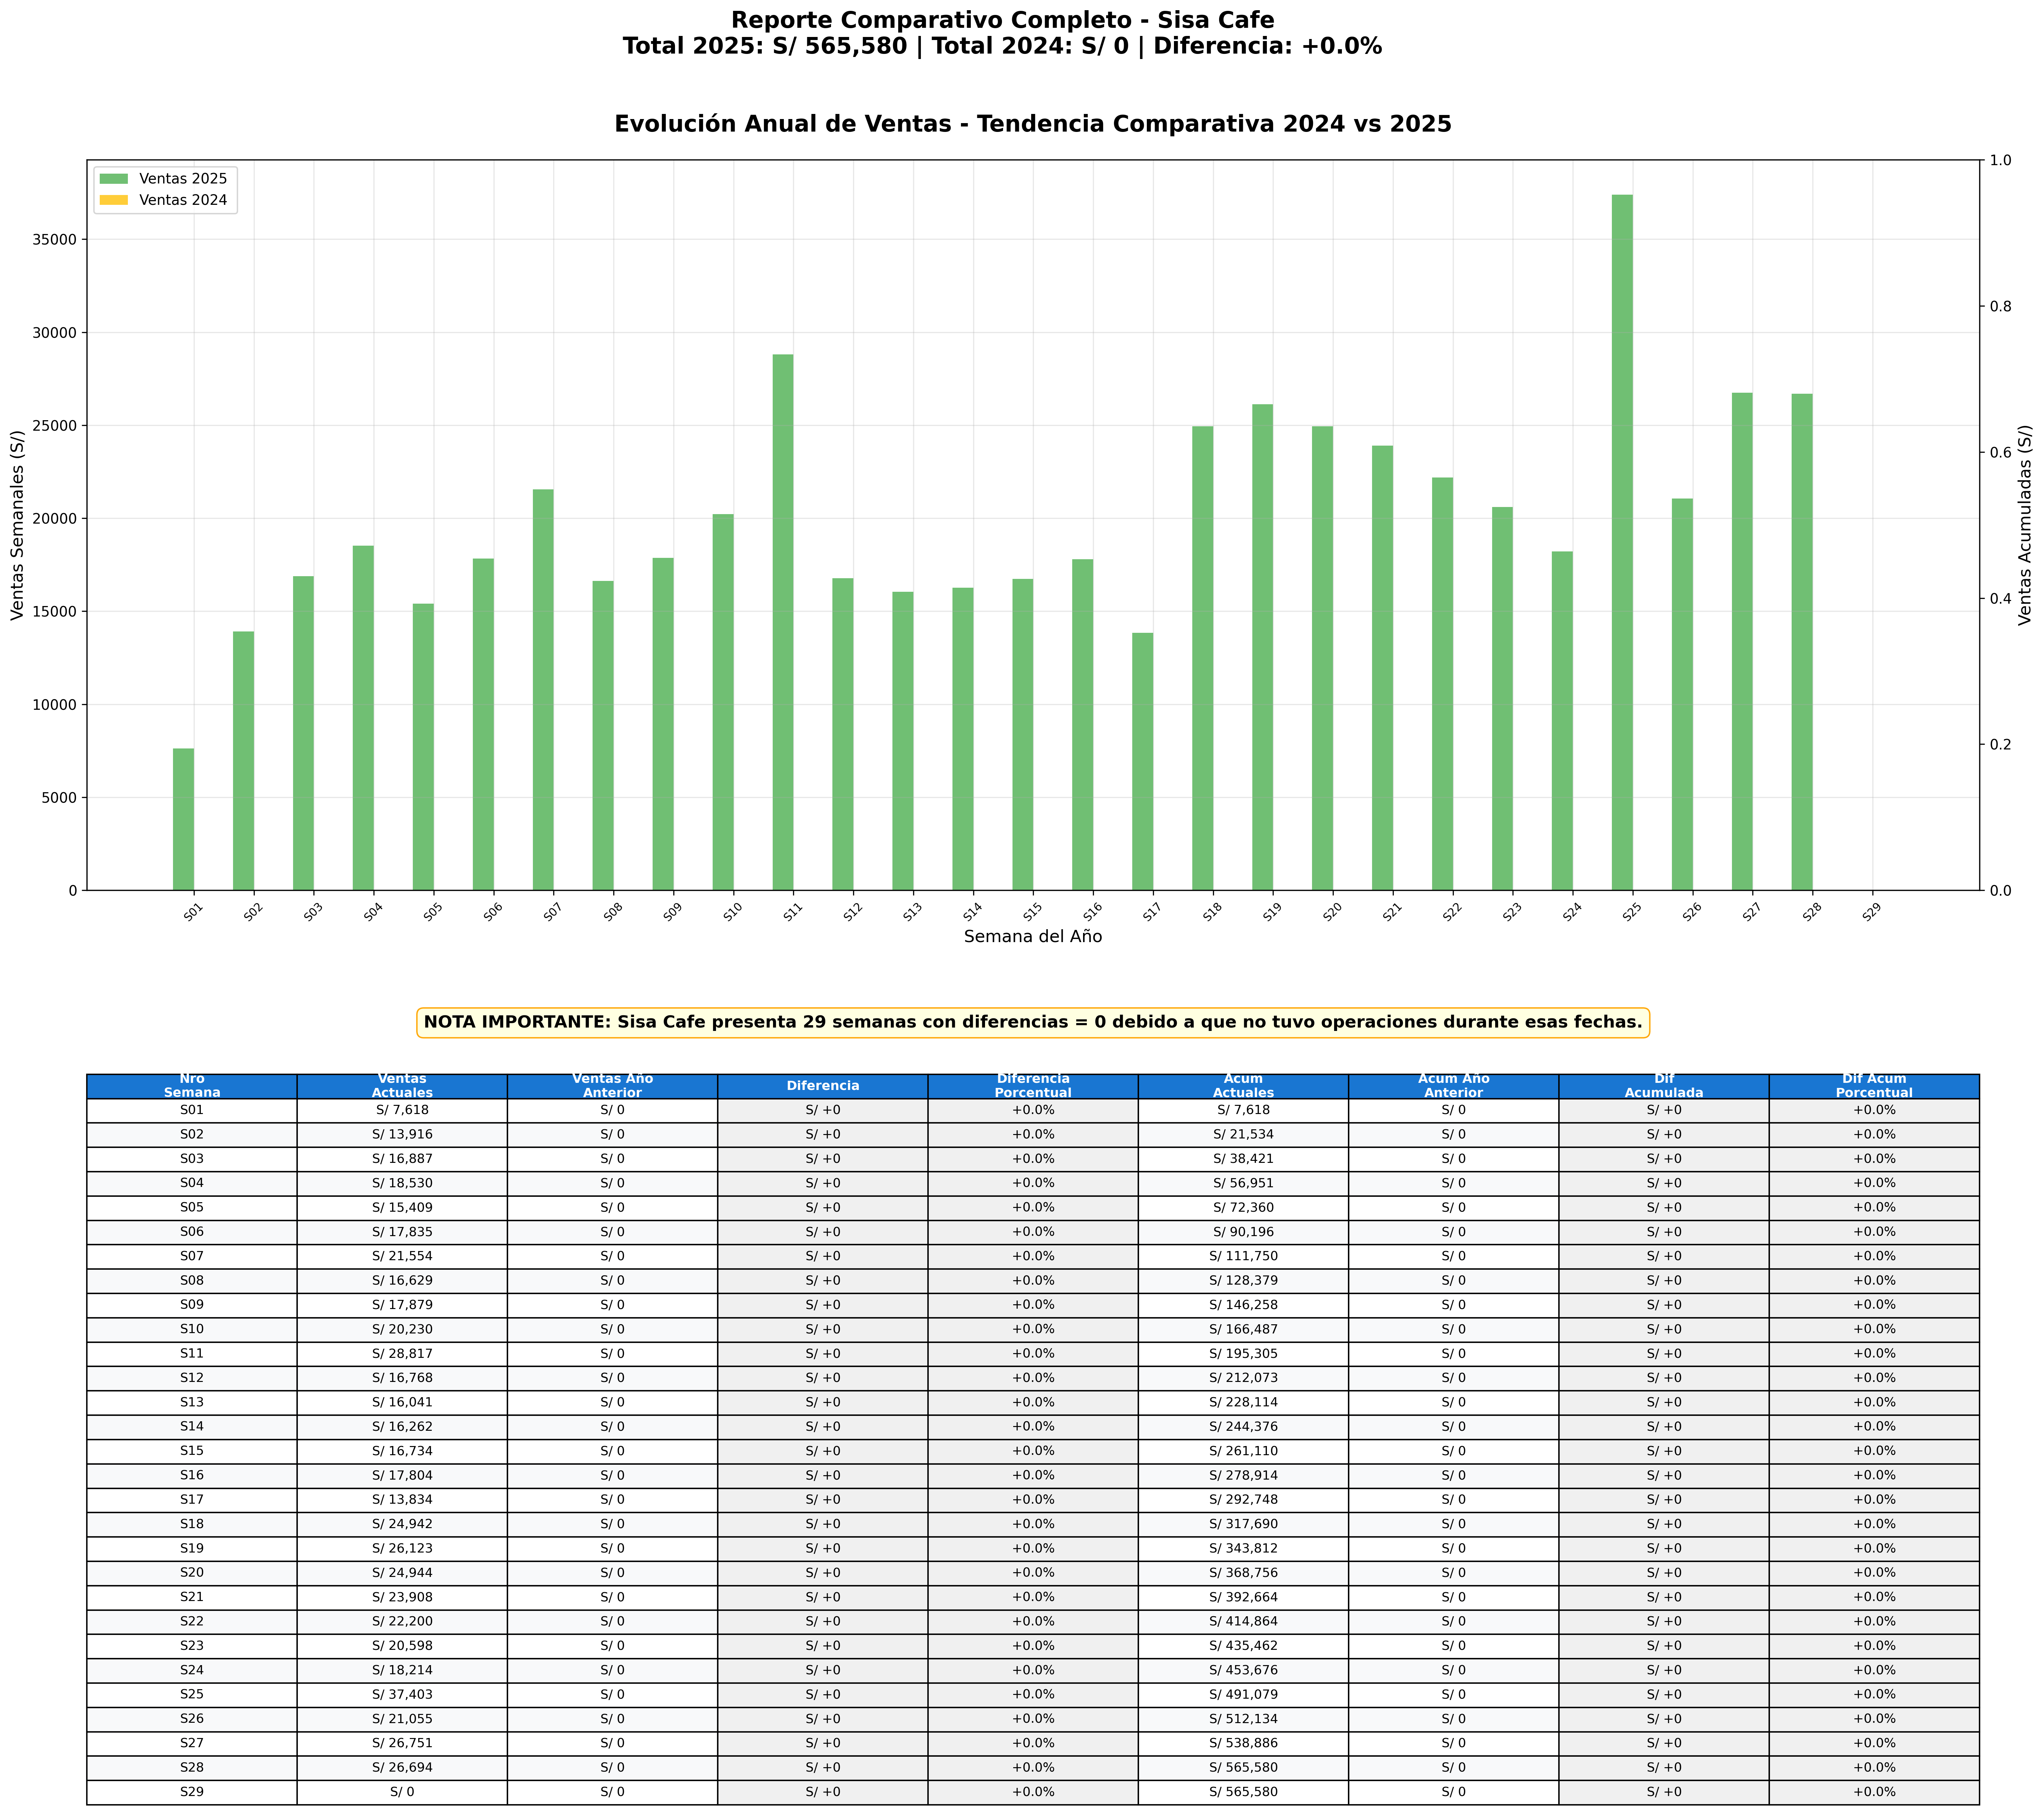 Reporte Comparativo Completo - Sisa Cafe
Total 2025: S/ 565,580 | Total 2024: S/ 0 | Diferencia: +0.0%
Evolución Anual de Ventas - Tendencia Comparativa 2024 vs 2025
Ventas 2025
Ventas 2024
Ventas Semanales (S/)
35000
30000
25000
20000
15000
10000
5000
0
1.0
0.8
0.6
0.4
0.2
0.0
Ventas Acumuladas (S/)
S01 S02 S03 S04 S05 S06 S07 S08 S09 S10 S11 S12 S13 S14 S15 S16 S17 S18 S19 S20 S21 S22 S23 S24 S25 S26 S27 S28 S29
Semana del Año
NOTA IMPORTANTE: Sisa Cafe presenta 29 semanas con diferencias = 0 debido a que no tuvo operaciones durante esas fechas.
Nro Semana Ventas Actuales Ventas Año Anterior Diferencia Diferencia Porcentual Acum Actuales Acum Año Anterior Dif Acumulada Dif Acum Porcentual
S01 S/ 7,618 S/ 0 S/ +0 +0.0% S/ 7,618 S/ 0 S/ +0 +0.0%
S02 S/ 13,916 S/ 0 S/ +0 +0.0% S/ 21,534 S/ 0 S/ +0 +0.0%
S03 S/ 16,887 S/ 0 S/ +0 +0.0% S/ 38,421 S/ 0 S/ +0 +0.0%
S04 S/ 18,530 S/ 0 S/ +0 +0.0% S/ 56,951 S/ 0 S/ +0 +0.0%
S05 S/ 15,409 S/ 0 S/ +0 +0.0% S/ 72,360 S/ 0 S/ +0 +0.0%
S06 S/ 17,835 S/ 0 S/ +0 +0.0% S/ 90,196 S/ 0 S/ +0 +0.0%
S07 S/ 21,554 S/ 0 S/ +0 +0.0% S/ 111,750 S/ 0 S/ +0 +0.0%
S08 S/ 16,629 S/ 0 S/ +0 +0.0% S/ 128,379 S/ 0 S/ +0 +0.0%
S09 S/ 17,879 S/ 0 S/ +0 +0.0% S/ 146,258 S/ 0 S/ +0 +0.0%
S10 S/ 20,230 S/ 0 S/ +0 +0.0% S/ 166,487 S/ 0 S/ +0 +0.0%
S11 S/ 28,817 S/ 0 S/ +0 +0.0% S/ 195,305 S/ 0 S/ +0 +0.0%
S12 S/ 16,768 S/ 0 S/ +0 +0.0% S/ 212,073 S/ 0 S/ +0 +0.0%
S13 S/ 16,041 S/ 0 S/ +0 +0.0% S/ 228,114 S/ 0 S/ +0 +0.0%
S14 S/ 16,262 S/ 0 S/ +0 +0.0% S/ 244,376 S/ 0 S/ +0 +0.0%
S15 S/ 16,734 S/ 0 S/ +0 +0.0% S/ 261,110 S/ 0 S/ +0 +0.0%
S16 S/ 17,804 S/ 0 S/ +0 +0.0% S/ 278,914 S/ 0 S/ +0 +0.0%
S17 S/ 13,834 S/ 0 S/ +0 +0.0% S/ 292,748 S/ 0 S/ +0 +0.0%
S18 S/ 24,942 S/ 0 S/ +0 +0.0% S/ 317,690 S/ 0 S/ +0 +0.0%
S19 S/ 26,123 S/ 0 S/ +0 +0.0% S/ 343,812 S/ 0 S/ +0 +0.0%
S20 S/ 24,944 S/ 0 S/ +0 +0.0% S/ 368,756 S/ 0 S/ +0 +0.0%
S21 S/ 23,908 S/ 0 S/ +0 +0.0% S/ 392,664 S/ 0 S/ +0 +0.0%
S22 S/ 22,200 S/ 0 S/ +0 +0.0% S/ 414,864 S/ 0 S/ +0 +0.0%
S23 S/ 20,598 S/ 0 S/ +0 +0.0% S/ 435,462 S/ 0 S/ +0 +0.0%
S24 S/ 18,214 S/ 0 S/ +0 +0.0% S/ 453,676 S/ 0 S/ +0 +0.0%
S25 S/ 37,403 S/ 0 S/ +0 +0.0% S/ 491,079 S/ 0 S/ +0 +0.0%
S26 S/ 21,055 S/ 0 S/ +0 +0.0% S/ 512,134 S/ 0 S/ +0 +0.0%
S27 S/ 26,751 S/ 0 S/ +0 +0.0% S/ 538,886 S/ 0 S/ +0 +0.0%
S28 S/ 26,694 S/ 0 S/ +0 +0.0% S/ 565,580 S/ 0 S/ +0 +0.0%
S29 S/ 0 S/ 0 S/ +0 +0.0% S/ 565,580 S/ 0 S/ +0 +0.0%